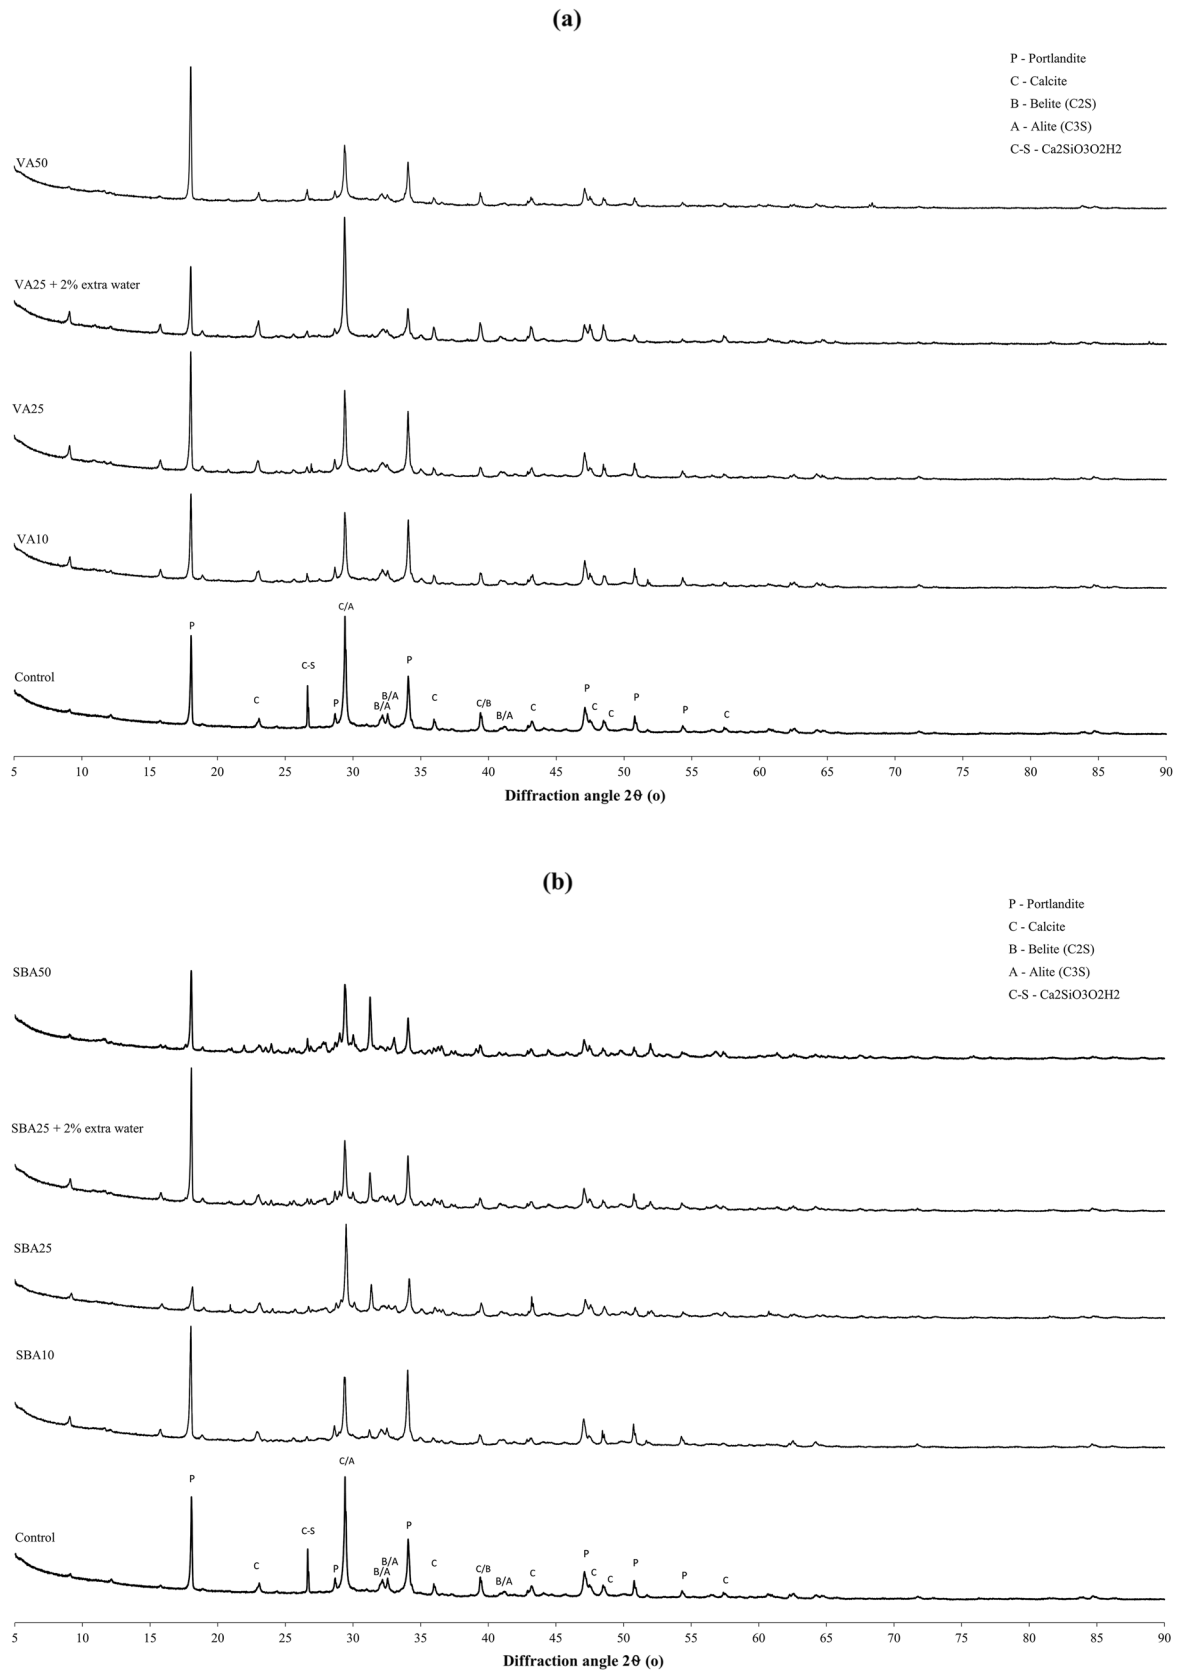 (a)
P - Portlandite
C - Calcite
B - Belite (C2S)
A - Alite (C3S)
C-S - Ca2SiO3O2H2
VA50
VA25 + 2% extra water
VA25
VA10
Control
P
C
C-S
P
C/A
B/A
B/A
P
C
C/B
B/A
C
P
C
C
P
P
C
5 10 15 20 25 30 35 40 45 50 55 60 65 70 75 80 85 90
Diffraction angle 2θ (o)
(b)
P - Portlandite
C - Calcite
B - Belite (C2S)
A - Alite (C3S)
C-S - Ca2SiO3O2H2
SBA50
SBA25 + 2% extra water
SBA25
SBA10
Control
P
C
C-S
P
C/A
B/A
B/A
P
C
C/B
B/A
C
P
C
C
P
P
C
5 10 15 20 25 30 35 40 45 50 55 60 65 70 75 80 85 90
Diffraction angle 2θ (o)